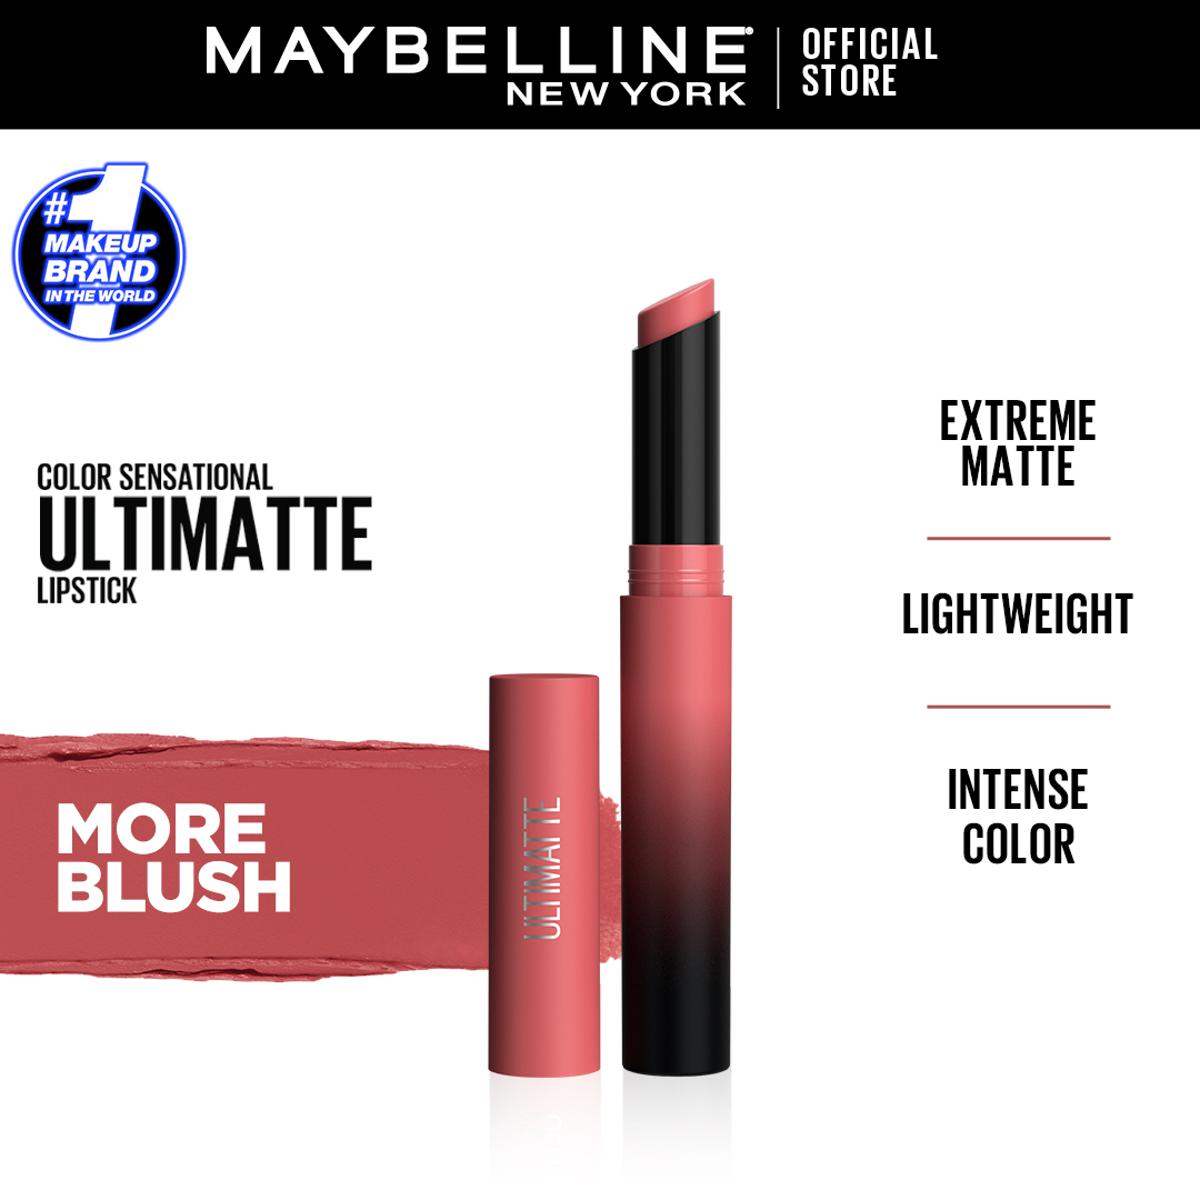 MAYBELLINE®
NEW YORK
OFFICIAL
STORE
#1
MAKEUP
BRAND
IN THE WORLD
COLOR SENSATIONAL
ULTIMATTE
LIPSTICK
MORE
BLUSH
ULTIMATTE
EXTREME
MATTE
LIGHTWEIGHT
INTENSE
COLOR